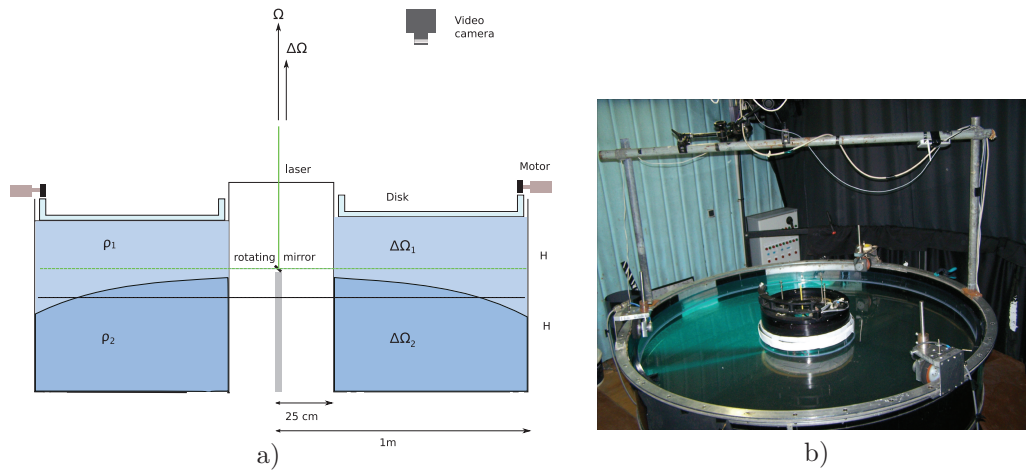 Ω
ΔΩ
Video
camera
laser
Motor
Disk
ρ1
ΔΩ1
rotating mirror
H
ρ2
ΔΩ2
H
25 cm
1m
a)
b)